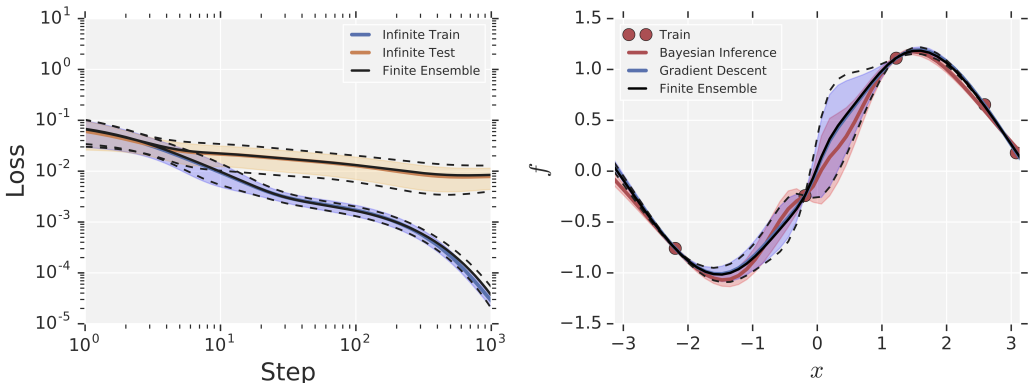 10^1
10^0
10^-1
10^-2
10^-3
10^-4
10^-5
Loss
10^0 10^1 10^2 10^3
Step
Infinite Train
Infinite Test
Finite Ensemble
1.5
1.0
0.5
0.0
−0.5
−1.0
−1.5
f
−3 −2 −1 0 1 2 3
x
Train
Bayesian Inference
Gradient Descent
Finite Ensemble